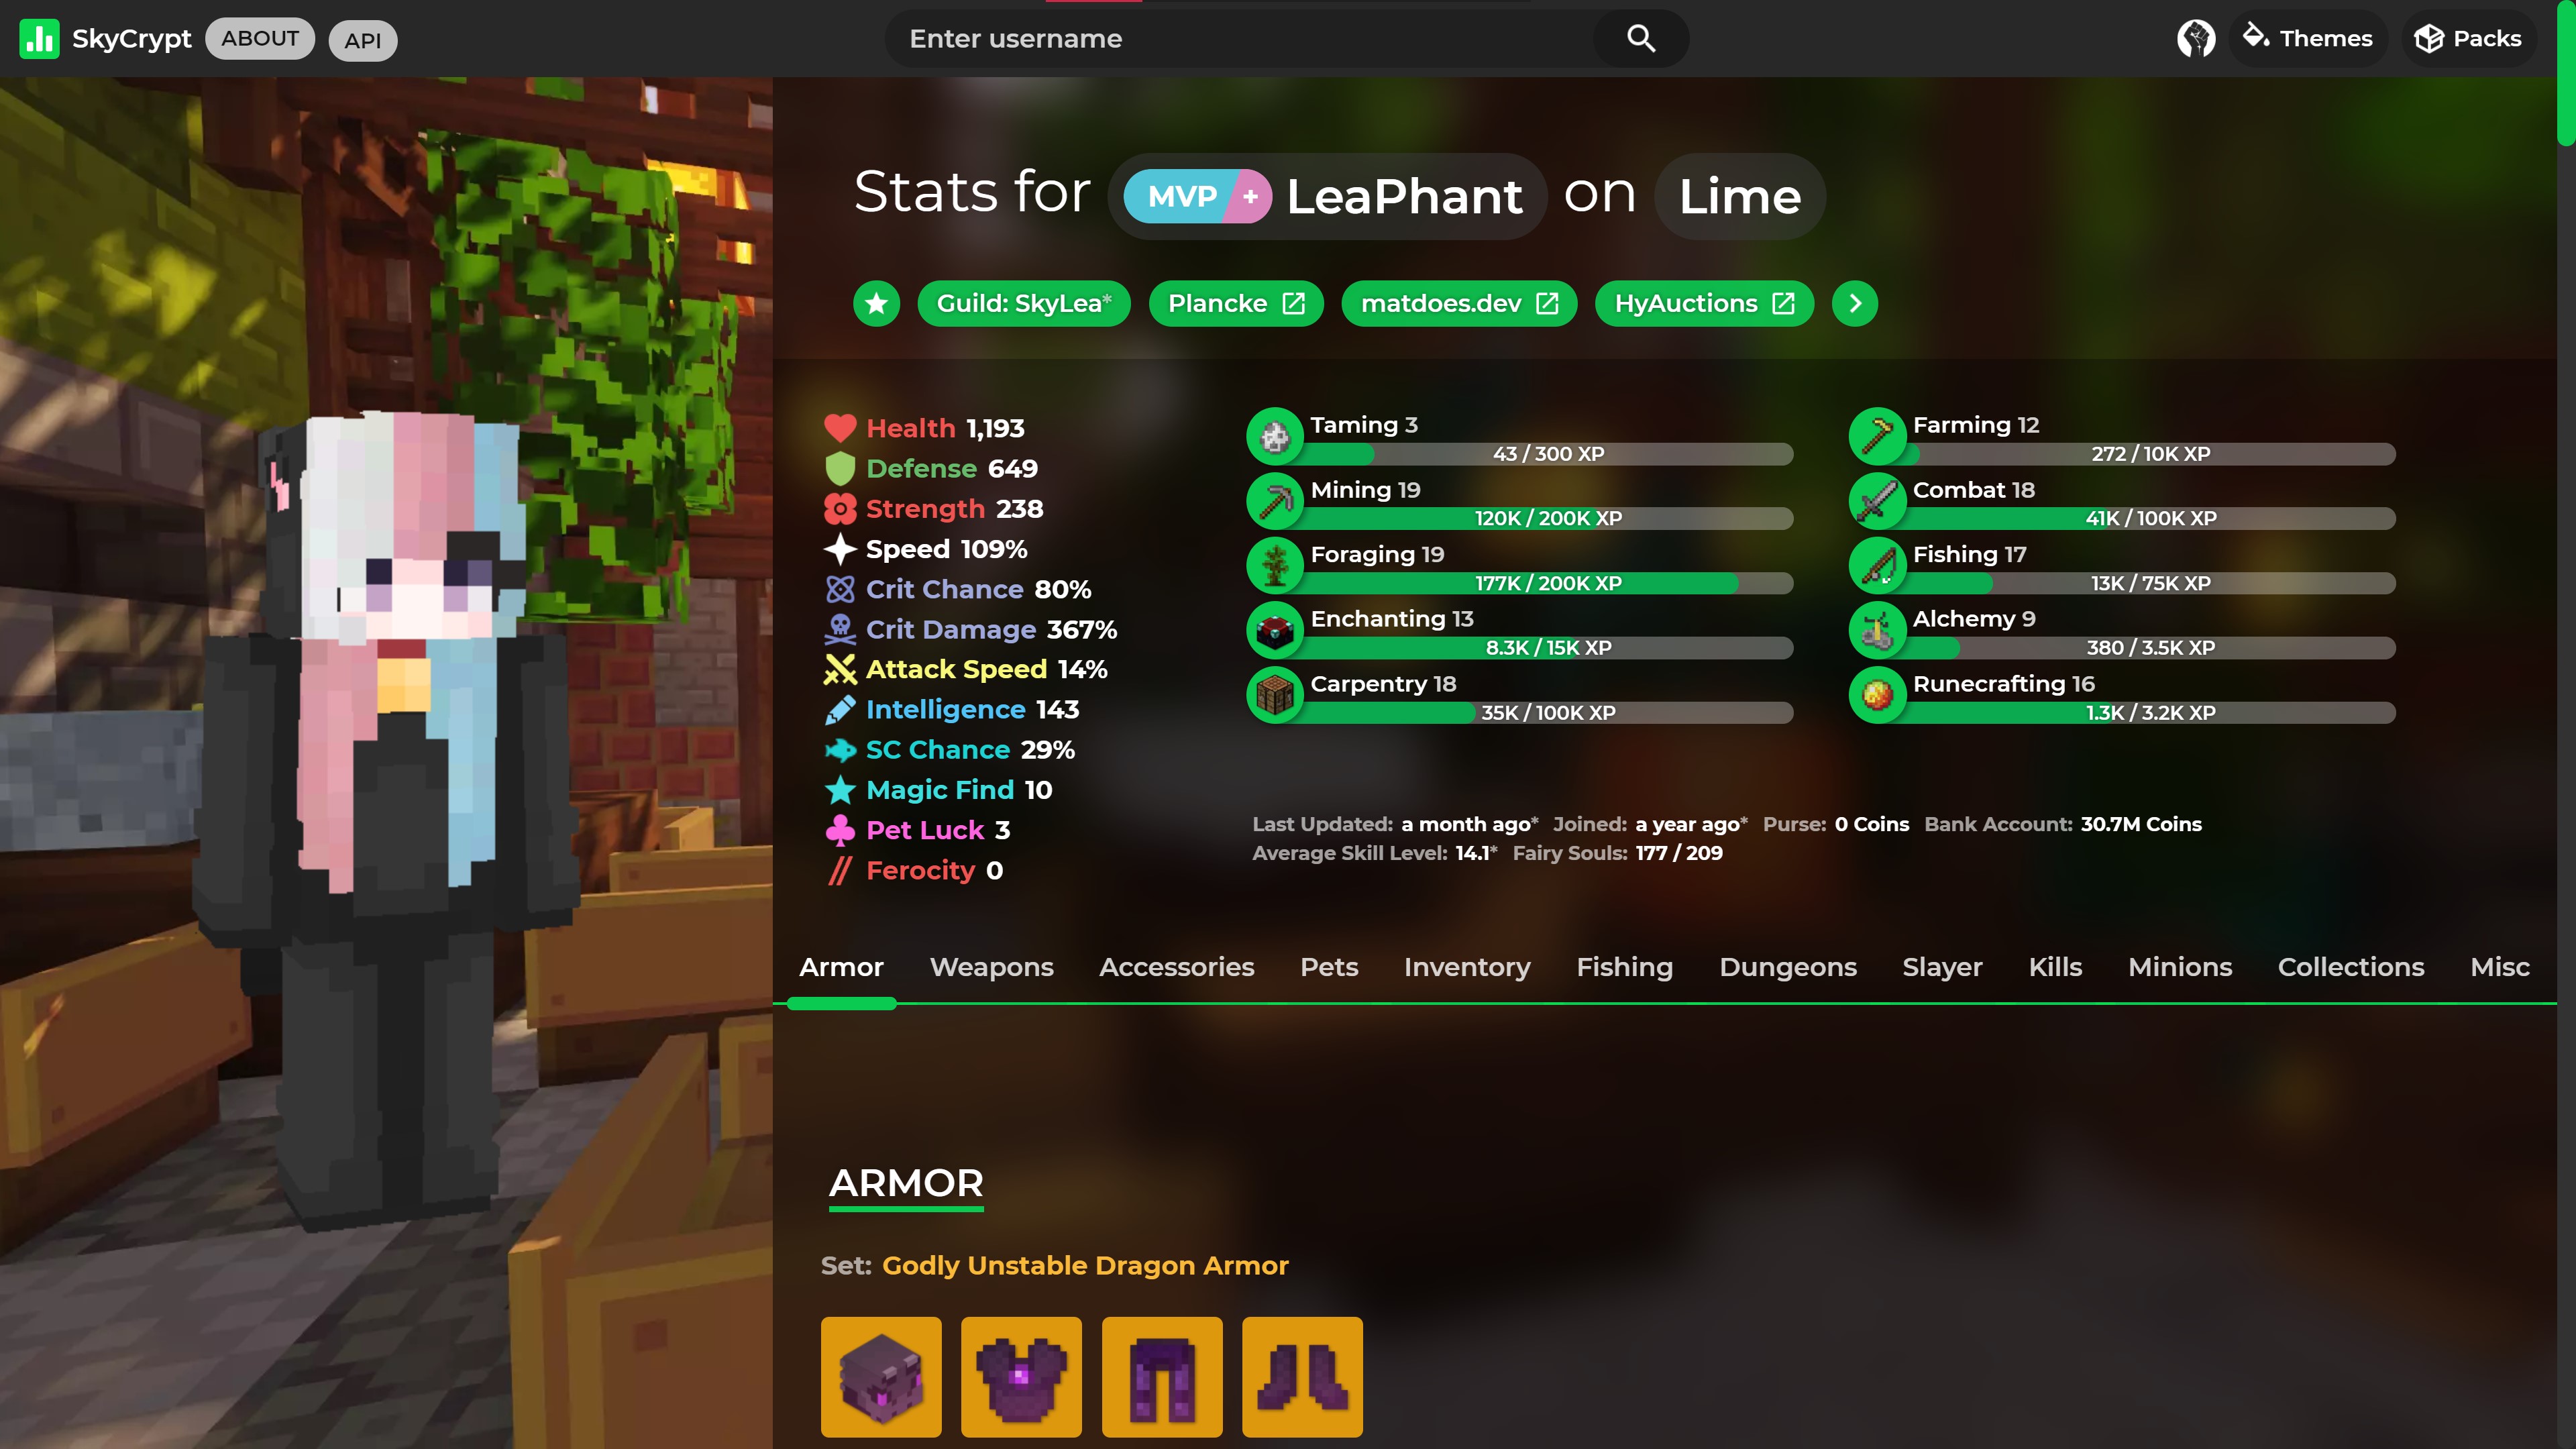 SkyCrypt ABOUT API Enter username Themes Packs
Stats for MVP + LeaPhant on Lime
Guild: SkyLea* Plancke matdoes.dev HyAuctions
Health 1,193
Defense 649
Strength 238
Speed 109%
Crit Chance 80%
Crit Damage 367%
Attack Speed 14%
Intelligence 143
SC Chance 29%
Magic Find 10
Pet Luck 3
Ferocity 0
Taming 3
43 / 300 XP
Mining 19
120K / 200K XP
Foraging 19
177K / 200K XP
Enchanting 13
8.3K / 15K XP
Carpentry 18
35K / 100K XP
Farming 12
272 / 10K XP
Combat 18
41K / 100K XP
Fishing 17
13K / 75K XP
Alchemy 9
380 / 3.5K XP
Runecrafting 16
1.3K / 3.2K XP
Last Updated: a month ago* Joined: a year ago* Purse: 0 Coins Bank Account: 30.7M Coins
Average Skill Level: 14.1* Fairy Souls: 177 / 209
Armor Weapons Accessories Pets Inventory Fishing Dungeons Slayer Kills Minions Collections Misc
ARMOR
Set: Godly Unstable Dragon Armor